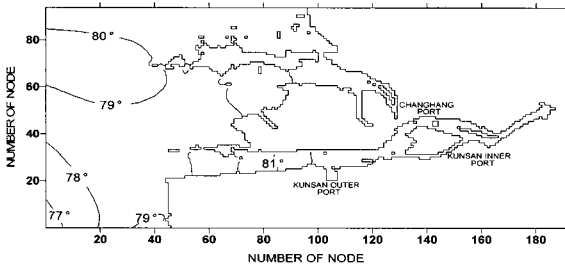 80
60
40
20
NUMBER OF NODE
80°
79°
78°
77°
79°
81°
CHANGHANG
PORT
KUNSAN INNER
PORT
KUNSAN OUTER
PORT
20
40
60
80
100
120
140
160
180
NUMBER OF NODE